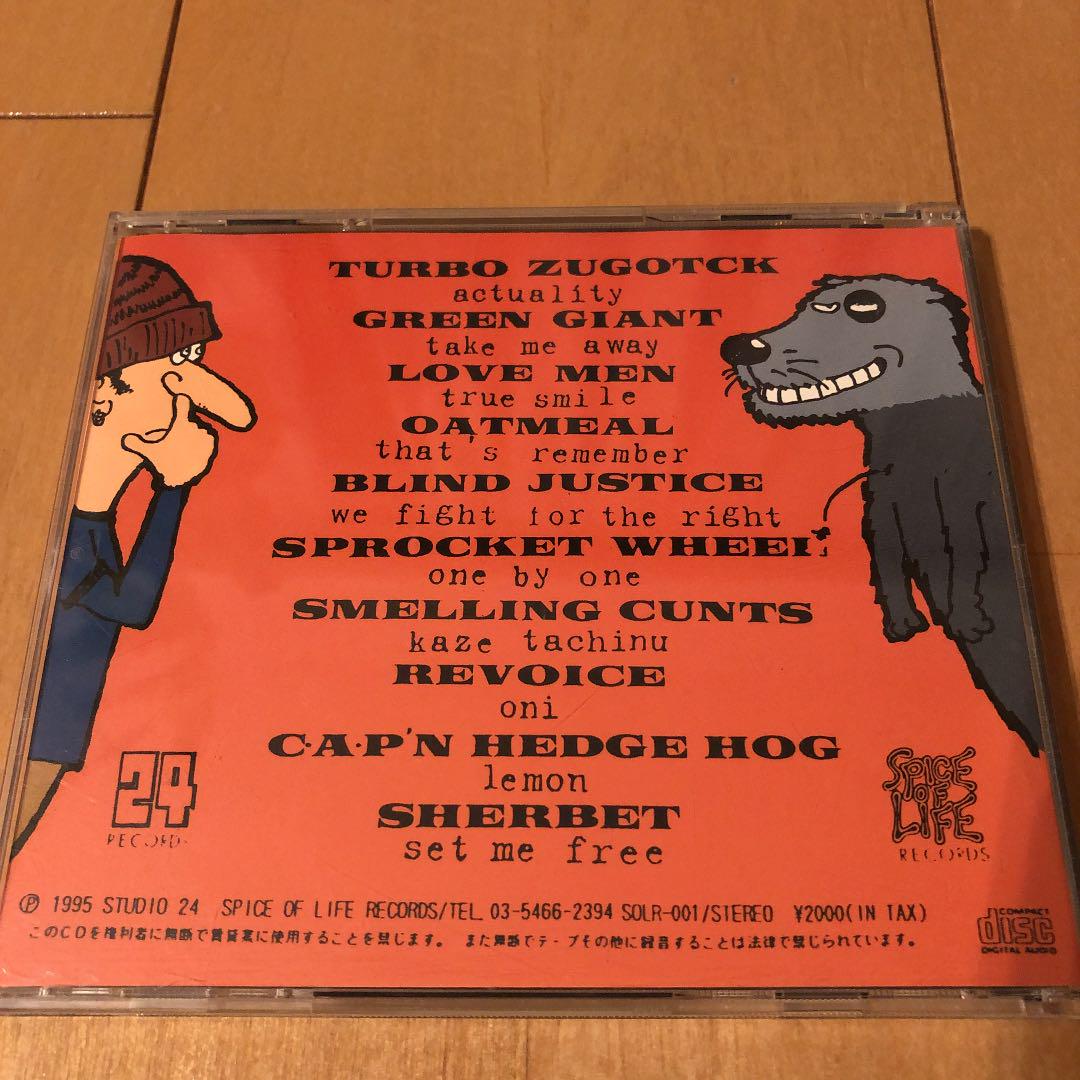 TURBO ZUGOTCK
actuality
GREEN GIANT
take me away
LOVE MEN
true smile
OATMEAL
that's remember
BLIND JUSTICE
we fight for the right
SPROCKET WHEEL
one by one
SMELLING CUNTS
kaze tachinu
REVOICE
oni
C·A·P'N HEDGE HOG
lemon
SHERBET
set me free
24
RECORDS
SPICE
OF
LIFE
RECORDS
Ⓟ 1995 STUDIO 24 SPICE OF LIFE RECORDS/TEL 03-5466-2394 SOLR-001/STEREO ¥2000(IN TAX)
このCDを権利者に無断で賃貸業に使用することを禁じます。 また無断でテープその他に録音することは法律で禁じられています。
COMPACT
disc
DIGITAL AUDIO